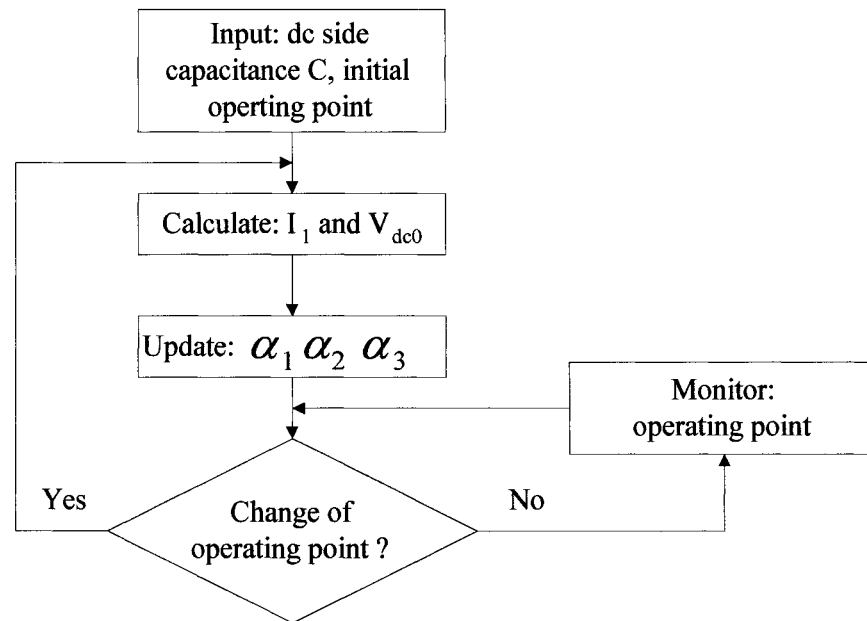 Input: dc side
capacitance C, initial
operting point
Calculate: I₁ and V_dc0
Update: α₁ α₂ α₃
Monitor:
operating point
Yes
No
Change of
operating point ?